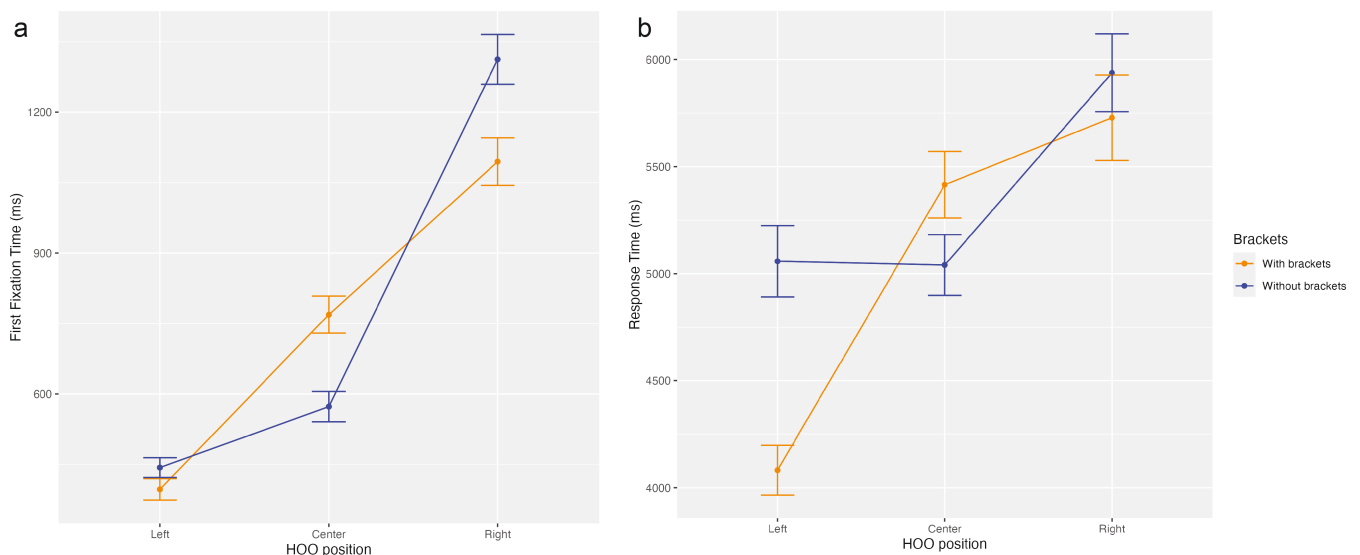 a
First Fixation Time (ms)
1200
900
600
Left Center Right
HOO position
b
Response Time (ms)
6000
5500
5000
4500
4000
Left Center Right
HOO position
Brackets
With brackets
Without brackets